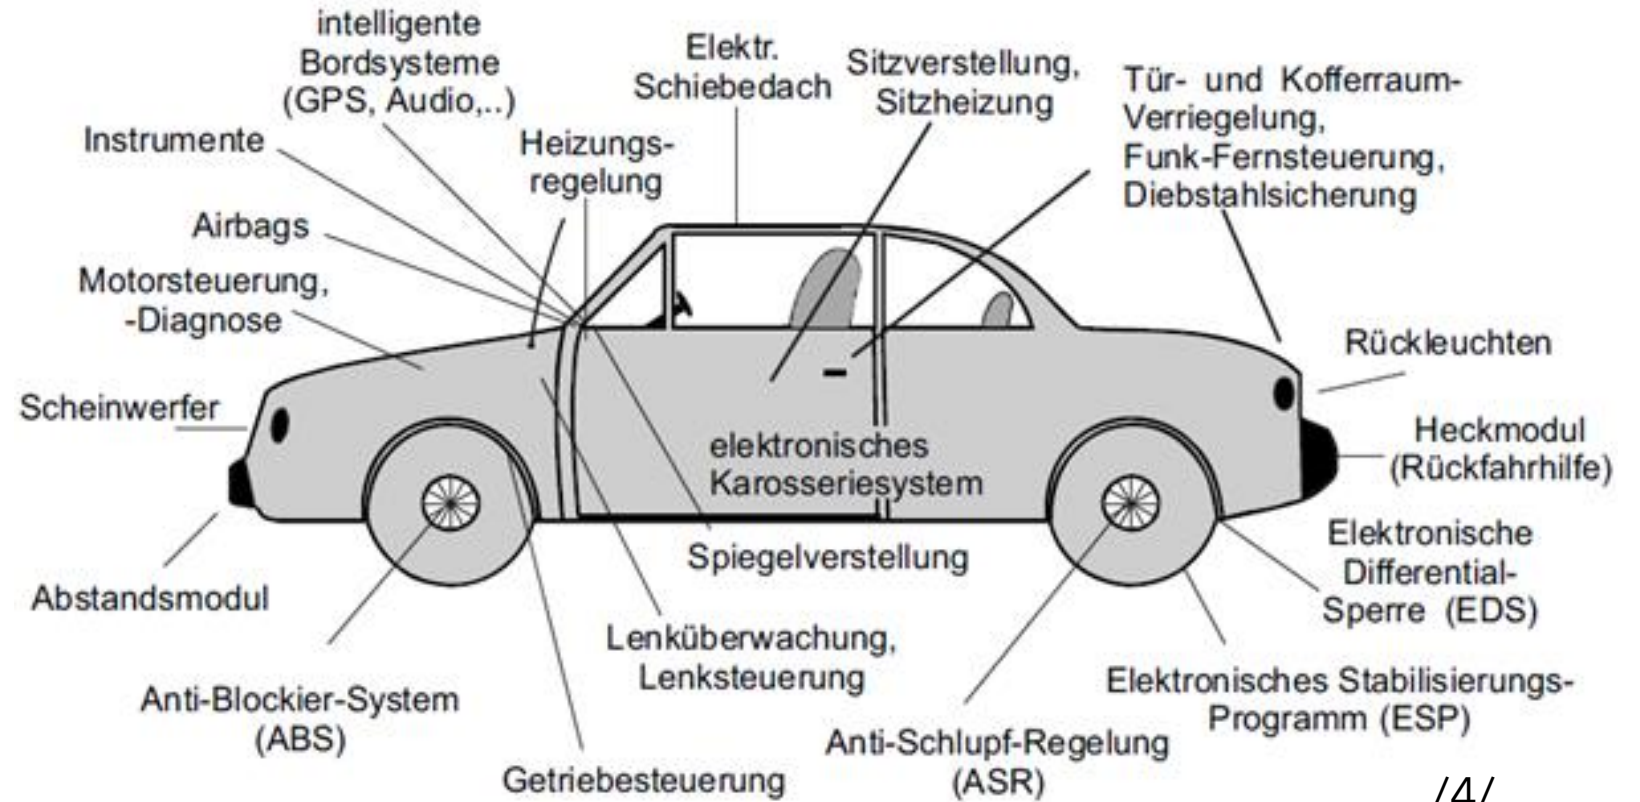 intelligente
Bordsysteme
(GPS, Audio,..)
Elektr.
Schiebedach
Sitzverstellung,
Sitzheizung
Tür- und Kofferraum-
Verriegelung,
Funk-Fernsteuerung,
Diebstahlsicherung
Instrumente
Heizungs-
regelung
Airbags
Motorsteuerung,
-Diagnose
Scheinwerfer
Rückleuchten
Heckmodul
(Rückfahrhilfe)
elektronisches
Karosseriesystem
Abstandsmodul
Spiegelverstellung
Elektronische
Differential-
Sperre (EDS)
Lenküberwachung,
Lenksteuerung
Anti-Blockier-System
(ABS)
Elektronisches Stabilisierungs-
Programm (ESP)
Anti-Schlupf-Regelung
(ASR)
Getriebesteuerung
/4/